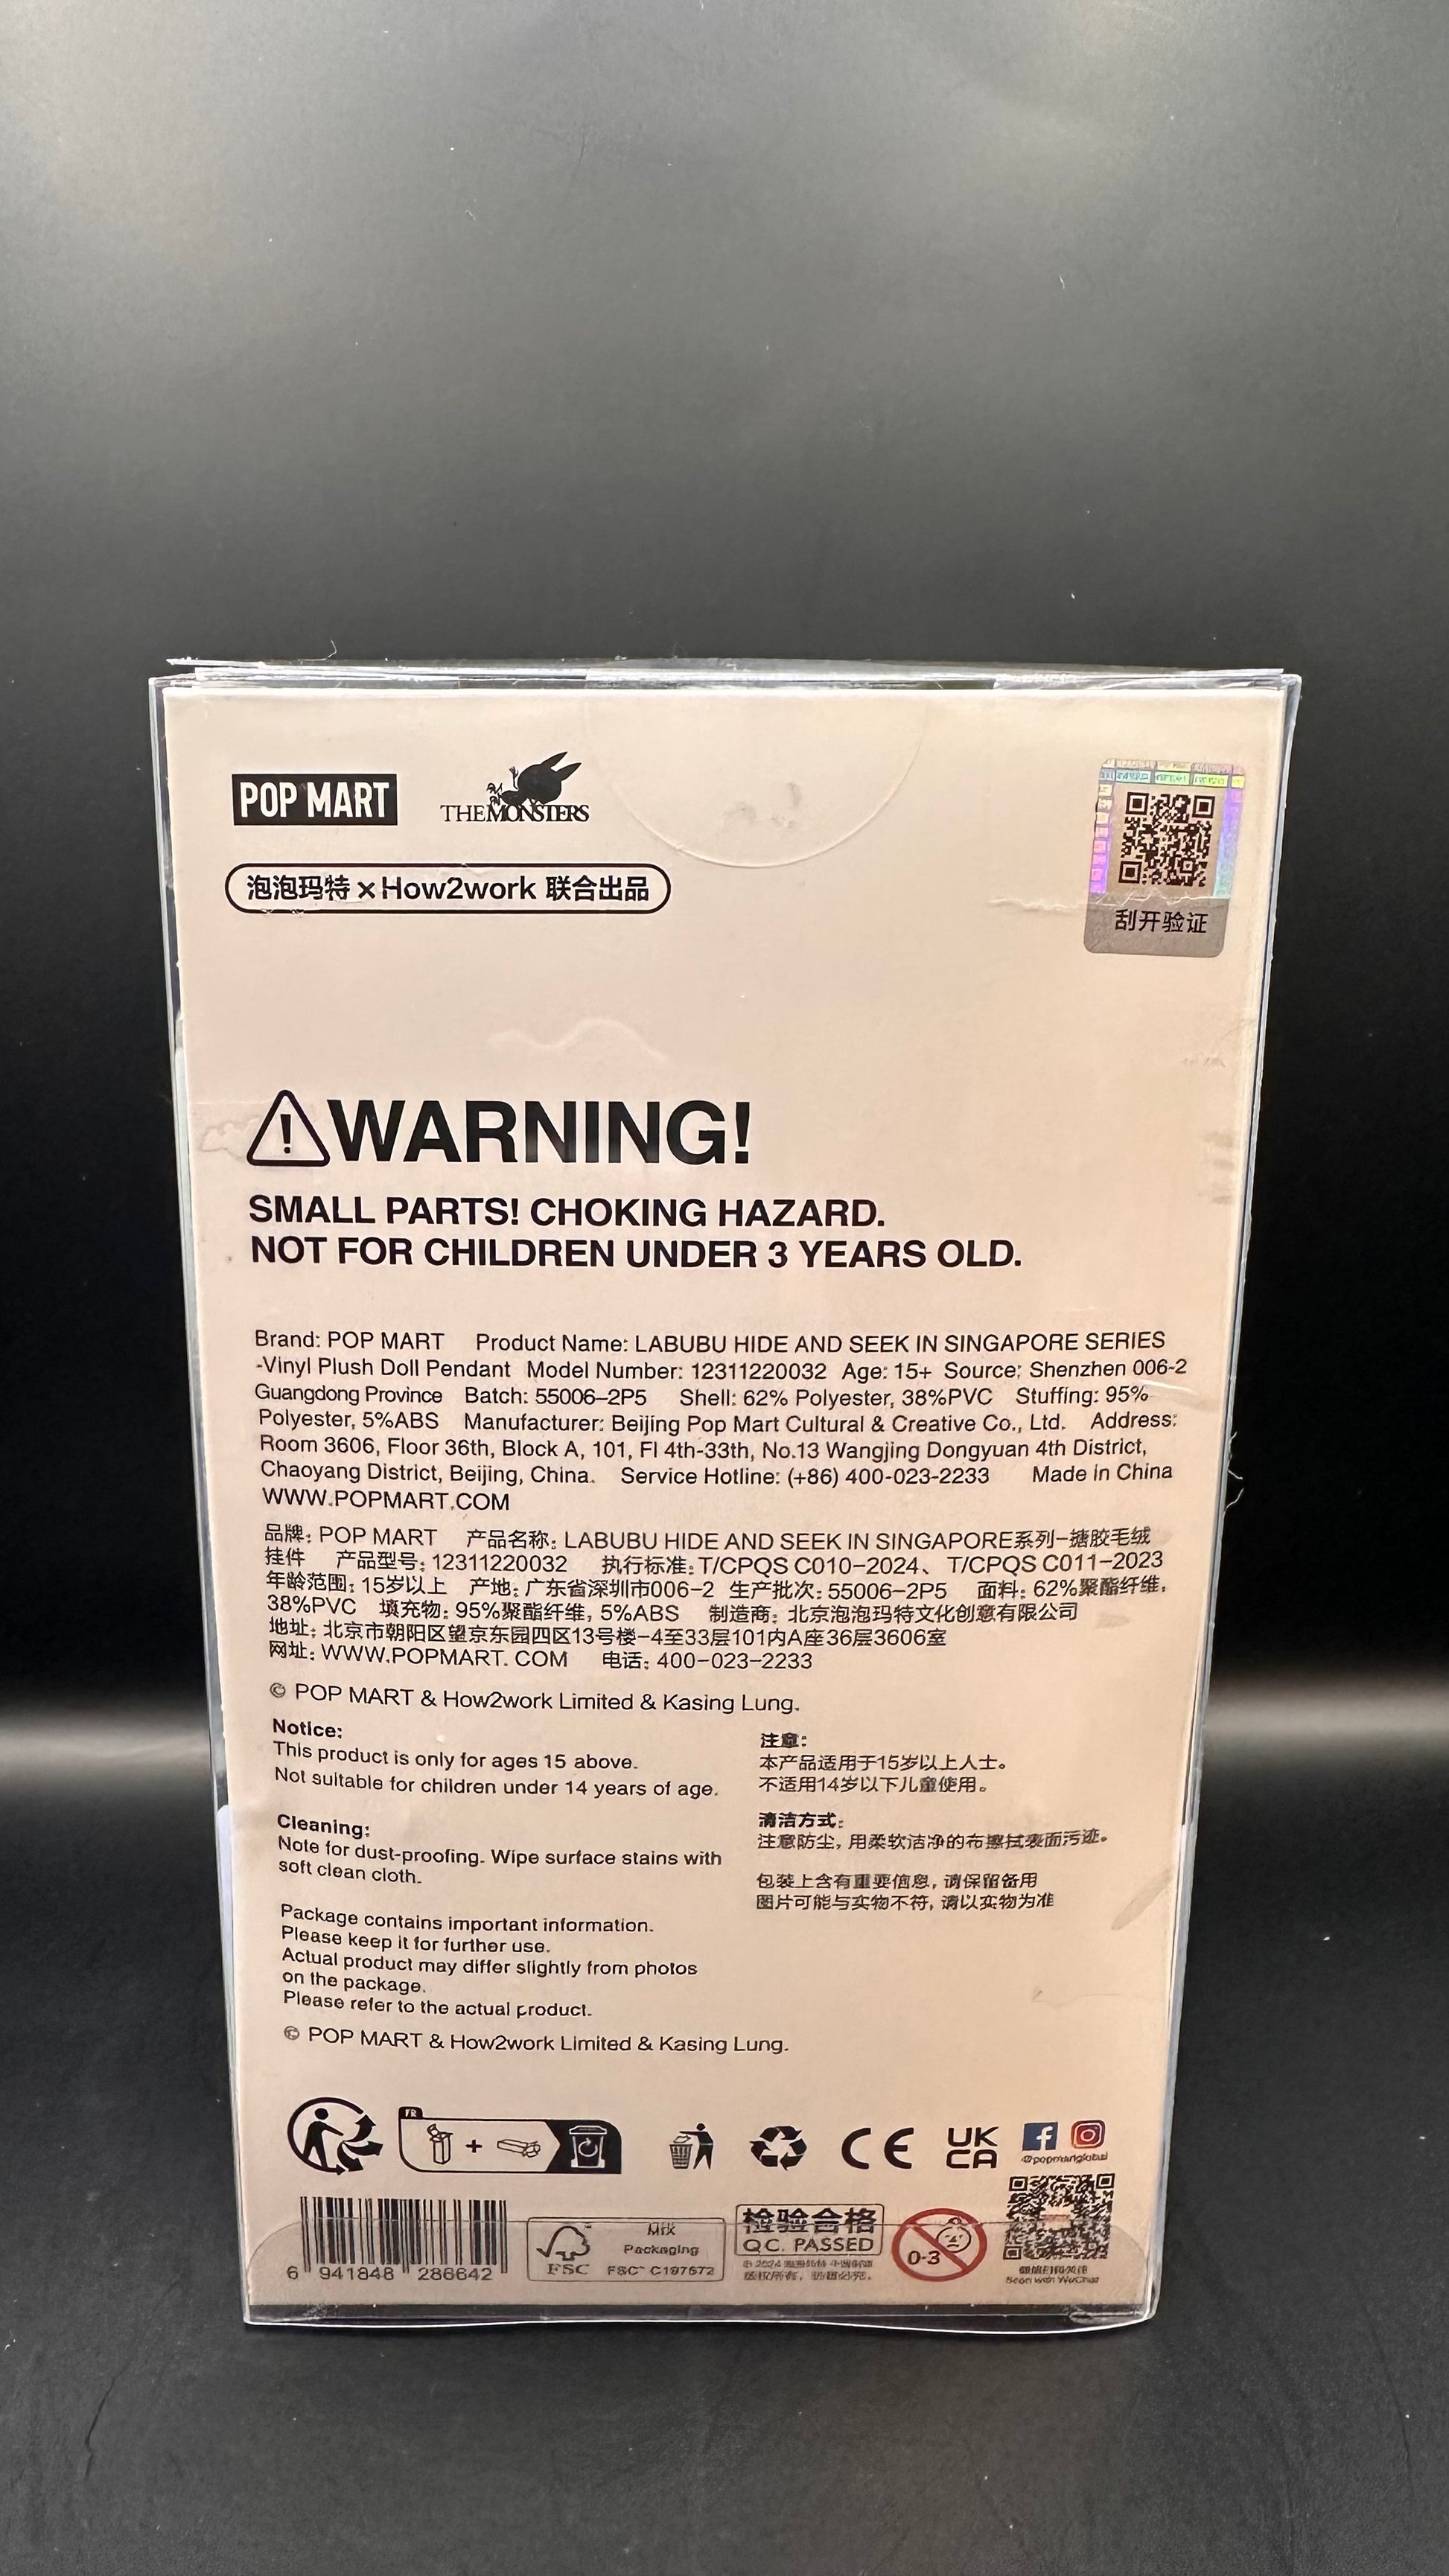 POP MART
THE MONSTERS
泡泡玛特 × How2work 联合出品
刮开验证
WARNING!
SMALL PARTS! CHOKING HAZARD.
NOT FOR CHILDREN UNDER 3 YEARS OLD.
Brand: POP MART Product Name: LABUBU HIDE AND SEEK IN SINGAPORE SERIES
-Vinyl Plush Doll Pendant Model Number: 12311220032 Age: 15+ Source: Shenzhen 006-2
Guangdong Province Batch: 55006–2P5 Shell: 62% Polyester, 38%PVC Stuffing: 95%
Polyester, 5%ABS Manufacturer: Beijing Pop Mart Cultural & Creative Co., Ltd. Address:
Room 3606, Floor 36th, Block A, 101, Fl 4th-33th, No.13 Wangjing Dongyuan 4th District,
Chaoyang District, Beijing, China. Service Hotline: (+86) 400-023-2233 Made in China
WWW.POPMART.COM
品牌: POP MART 产品名称: LABUBU HIDE AND SEEK IN SINGAPORE系列–搪胶毛绒
挂件 产品型号: 12311220032 执行标准: T/CPQS C010–2024、T/CPQS C011–2023
年龄范围: 15岁以上 产地: 广东省深圳市006–2 生产批次: 55006–2P5 面料: 62%聚酯纤维,
38%PVC 填充物: 95%聚酯纤维, 5%ABS 制造商: 北京泡泡玛特文化创意有限公司
地址: 北京市朝阳区望京东园四区13号楼–4至33层101内A座36层3606室
网址: WWW.POPMART. COM 电话: 400–023–2233
© POP MART & How2work Limited & Kasing Lung.
Notice:
This product is only for ages 15 above.
Not suitable for children under 14 years of age.
注意:
本产品适用于15岁以上人士。
不适用14岁以下儿童使用。
Cleaning:
Note for dust-proofing. Wipe surface stains with
soft clean cloth.
清洁方式:
注意防尘, 用柔软洁净的布擦拭表面污迹。
包装上含有重要信息, 请保留备用
图片可能与实物不符, 请以实物为准
Package contains important information.
Please keep it for further use.
Actual product may differ slightly from photos
on the package.
Please refer to the actual product.
© POP MART & How2work Limited & Kasing Lung.
FR
CE
UK
CA
@popmartglobal
6 941848 286642
FSC
MIX
Packaging
FSC™ C197672
检验合格
Q.C. PASSED
版权所有,
0-3
Scan with WeChat